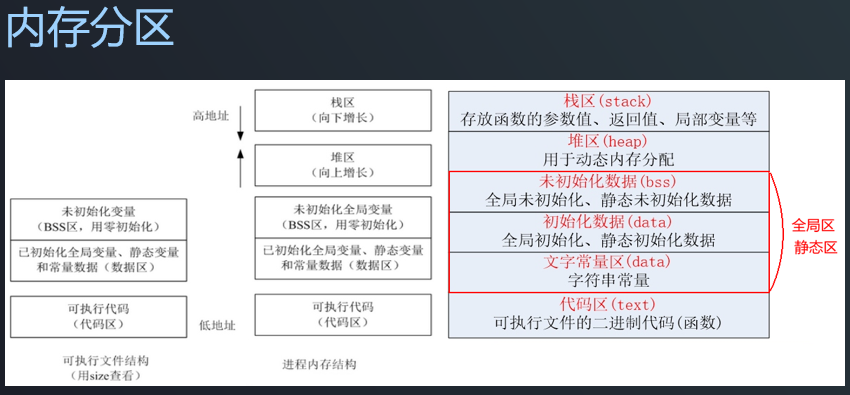 内存分区
高地址
栈区
（向下增长）
堆区
（向上增长）
未初始化变量
（BSS区，用零初始化）
已初始化全局变量、静态变量
和常量数据（数据区）
可执行代码
（代码区）
可执行文件结构
（用size查看）
未初始化全局变量
（BSS区，用零初始化）
已初始化全局变量、静态变量
和常量数据（数据区）
可执行代码
（代码区）
低地址
进程内存结构
栈区(stack)
存放函数的参数值、返回值、局部变量等
堆区(heap)
用于动态内存分配
未初始化数据(bss)
全局未初始化、静态未初始化数据
初始化数据(data)
全局初始化、静态初始化数据
文字常量区(data)
字符串常量
代码区(text)
可执行文件的二进制代码(函数)
全局区
静态区